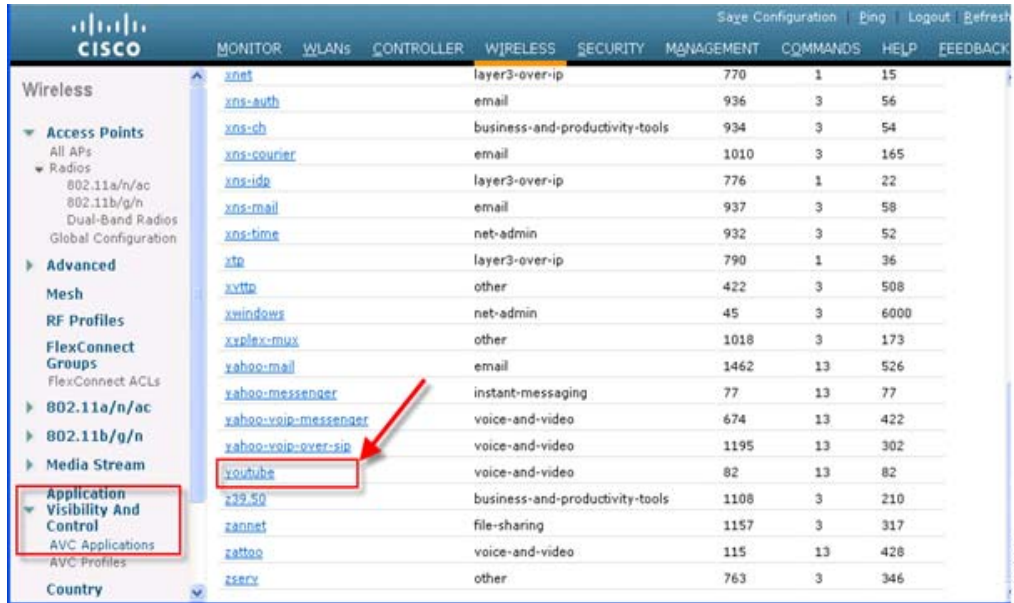 Save Configuration | Ping | Logout | Refresh
CISCO
MONITOR WLANs CONTROLLER WIRELESS SECURITY MANAGEMENT COMMANDS HELP FEEDBACK
Wireless
Access Points
All APs
Radios
802.11a/n/ac
802.11b/g/n
Dual-Band Radios
Global Configuration
Advanced
Mesh
RF Profiles
FlexConnect
Groups
FlexConnect ACLs
802.11a/n/ac
802.11b/g/n
Media Stream
Application
Visibility And
Control
AVC Applications
AVC Profiles
Country
xnet layer3-over-ip 770 1 15
xns-auth email 936 3 56
xns-ch business-and-productivity-tools 934 3 54
xns-courier email 1010 3 165
xns-idp layer3-over-ip 776 1 22
xns-mail email 937 3 58
xns-time net-admin 932 3 52
xtp layer3-over-ip 790 1 36
xvttp other 422 3 508
xwindows net-admin 45 3 6000
xyplex-mux other 1018 3 173
yahoo-mail email 1462 13 526
yahoo-messenger instant-messaging 77 13 77
yahoo-voip-messenger voice-and-video 674 13 422
yahoo-voip-over-sip voice-and-video 1195 13 302
youtube voice-and-video 82 13 82
z39.50 business-and-productivity-tools 1108 3 210
zannet file-sharing 1157 3 317
zattoo voice-and-video 115 13 428
zserv other 763 3 346